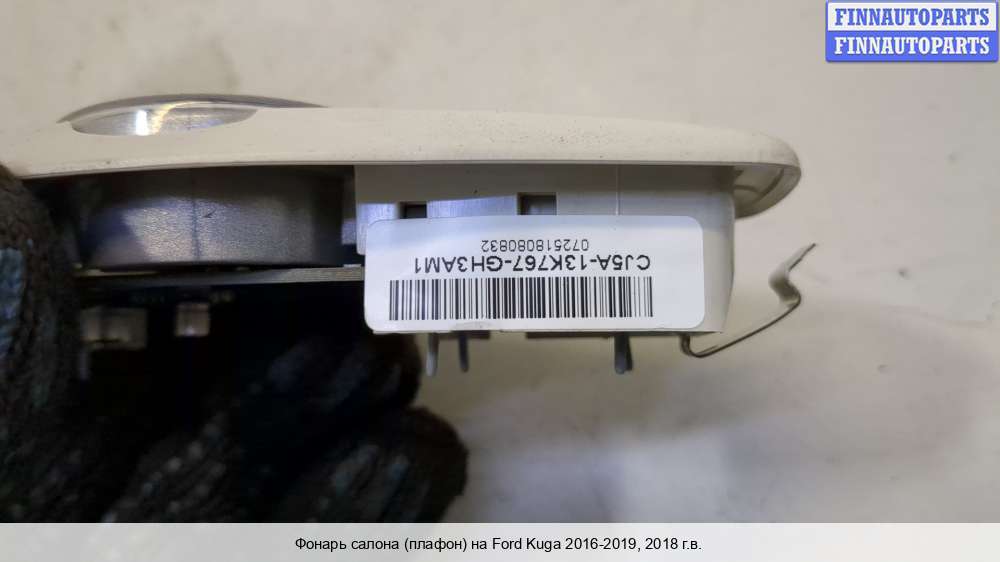 FINNAUTOPARTS
FINNAUTOPARTS
CJ5A-13K767-GH3AM1
072518080832
Фонарь салона (плафон) на Ford Kuga 2016-2019, 2018 г.в.